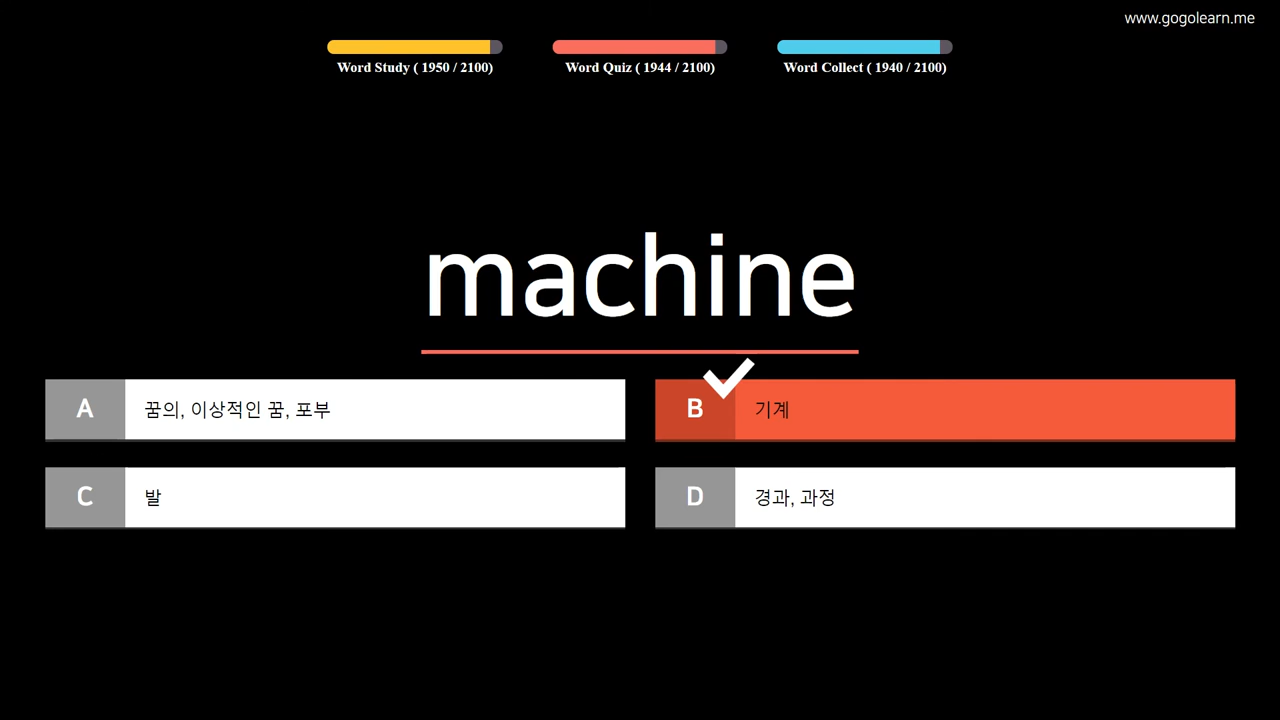 www.gogolearn.me
Word Study ( 1950 / 2100)
Word Quiz ( 1944 / 2100)
Word Collect ( 1940 / 2100)
machine
A 꿈의, 이상적인 꿈, 포부
B 기계
C 발
D 경과, 과정